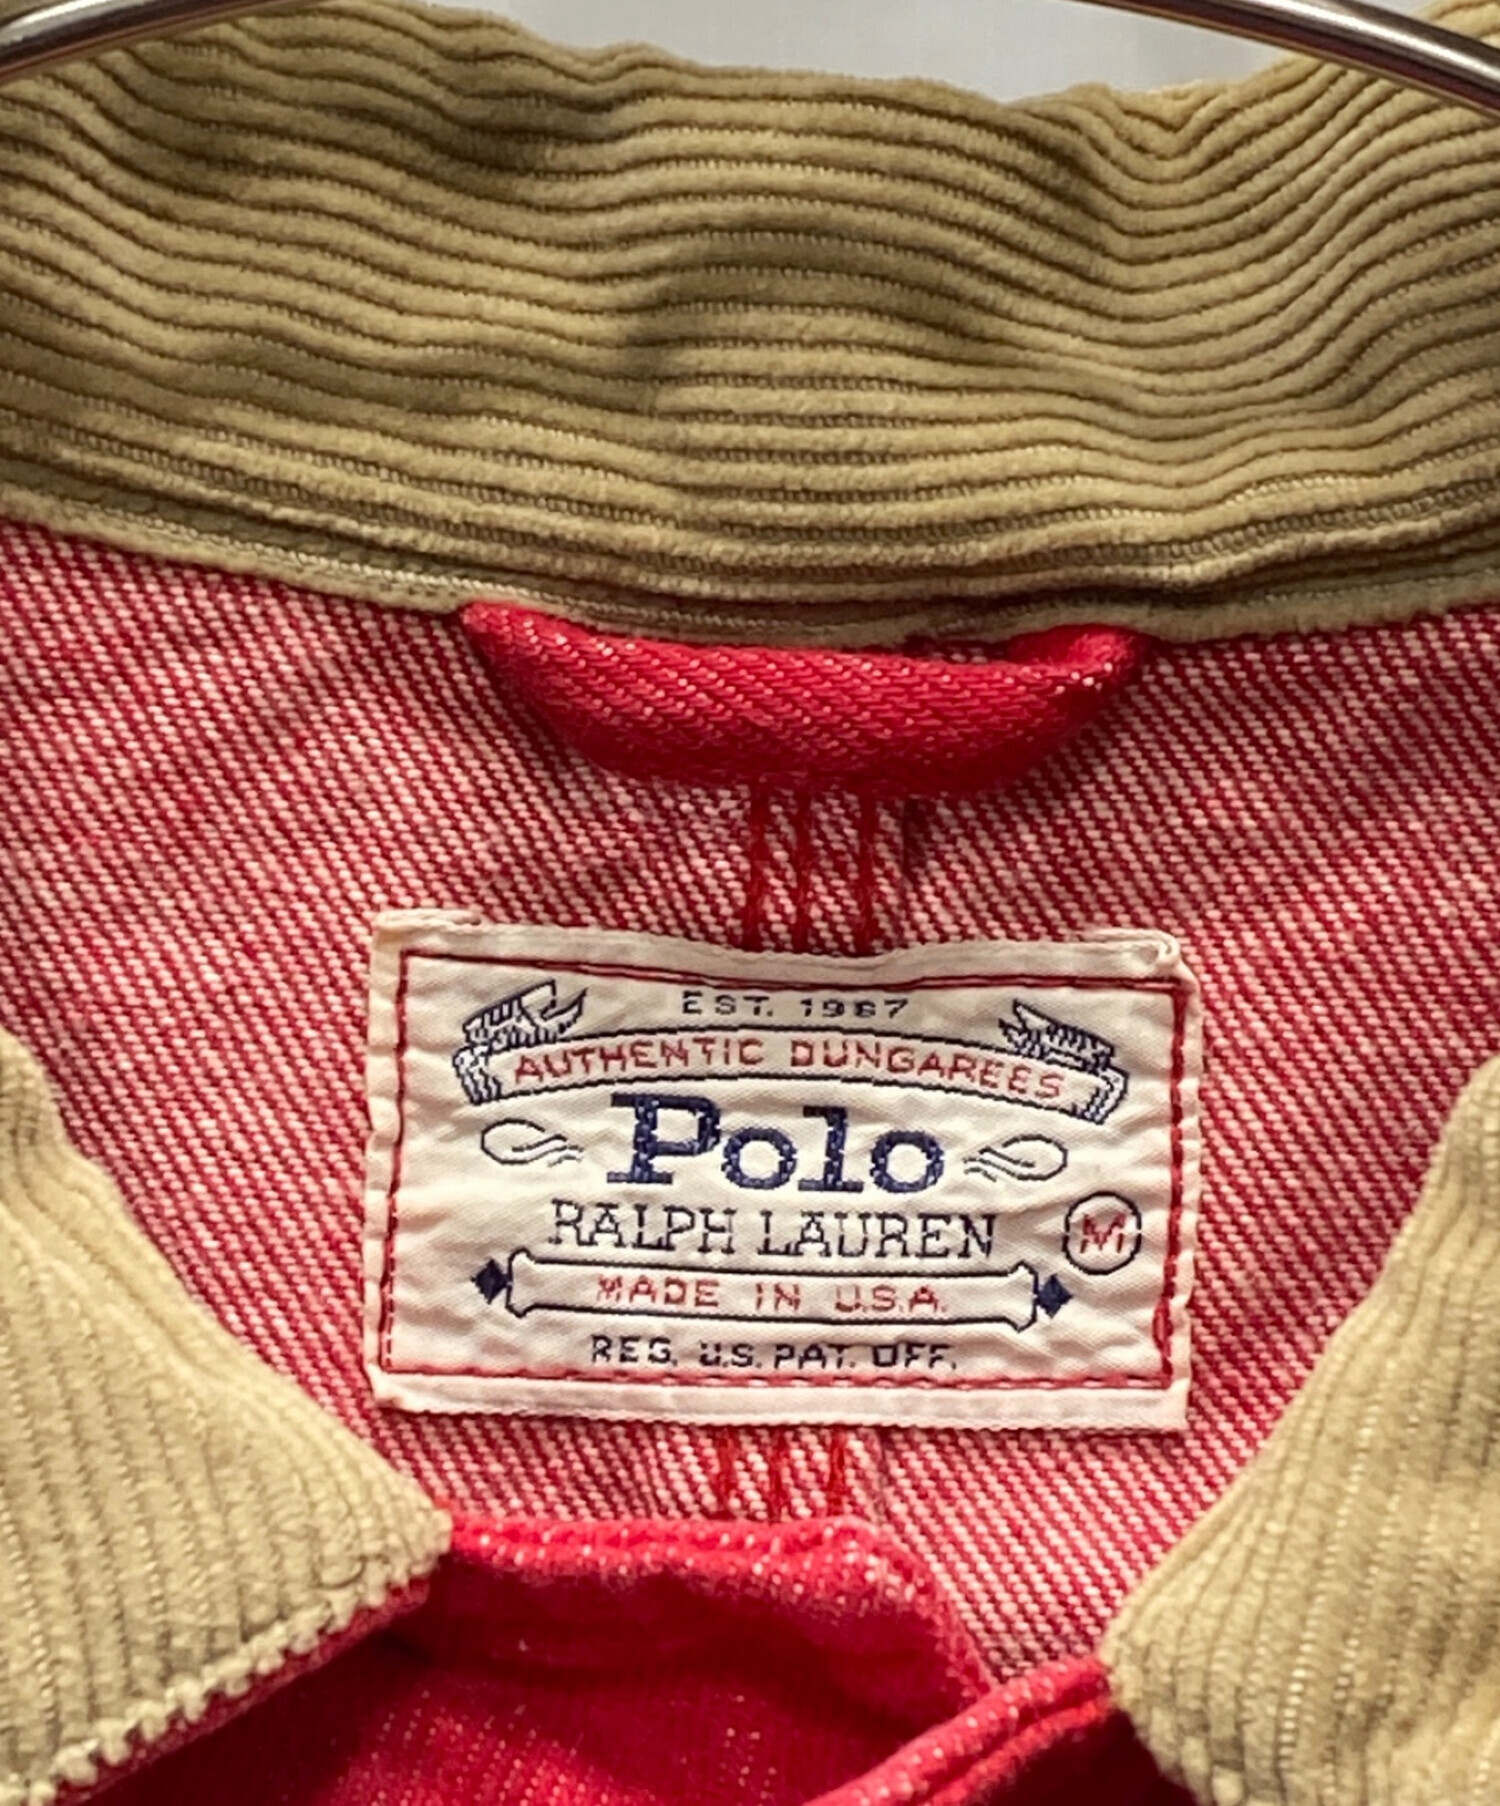 EST. 1967
AUTHENTIC DUNGAREES
Polo
RALPH LAUREN
M
MADE IN U.S.A.
REG. U.S. PAT. OFF.